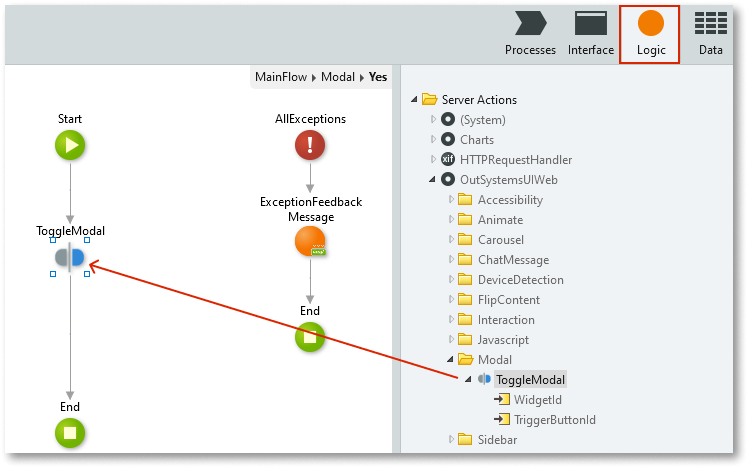 Processes
Interface
Logic
Data
MainFlow ▸ Modal ▸ Yes
Start
AllExceptions
ExceptionFeedback
Message
ToggleModal
End
End
Server Actions
(System)
Charts
xif HTTPRequestHandler
OutSystemsUIWeb
Accessibility
Animate
Carousel
ChatMessage
DeviceDetection
FlipContent
Interaction
Javascript
Modal
ToggleModal
WidgetId
TriggerButtonId
Sidebar